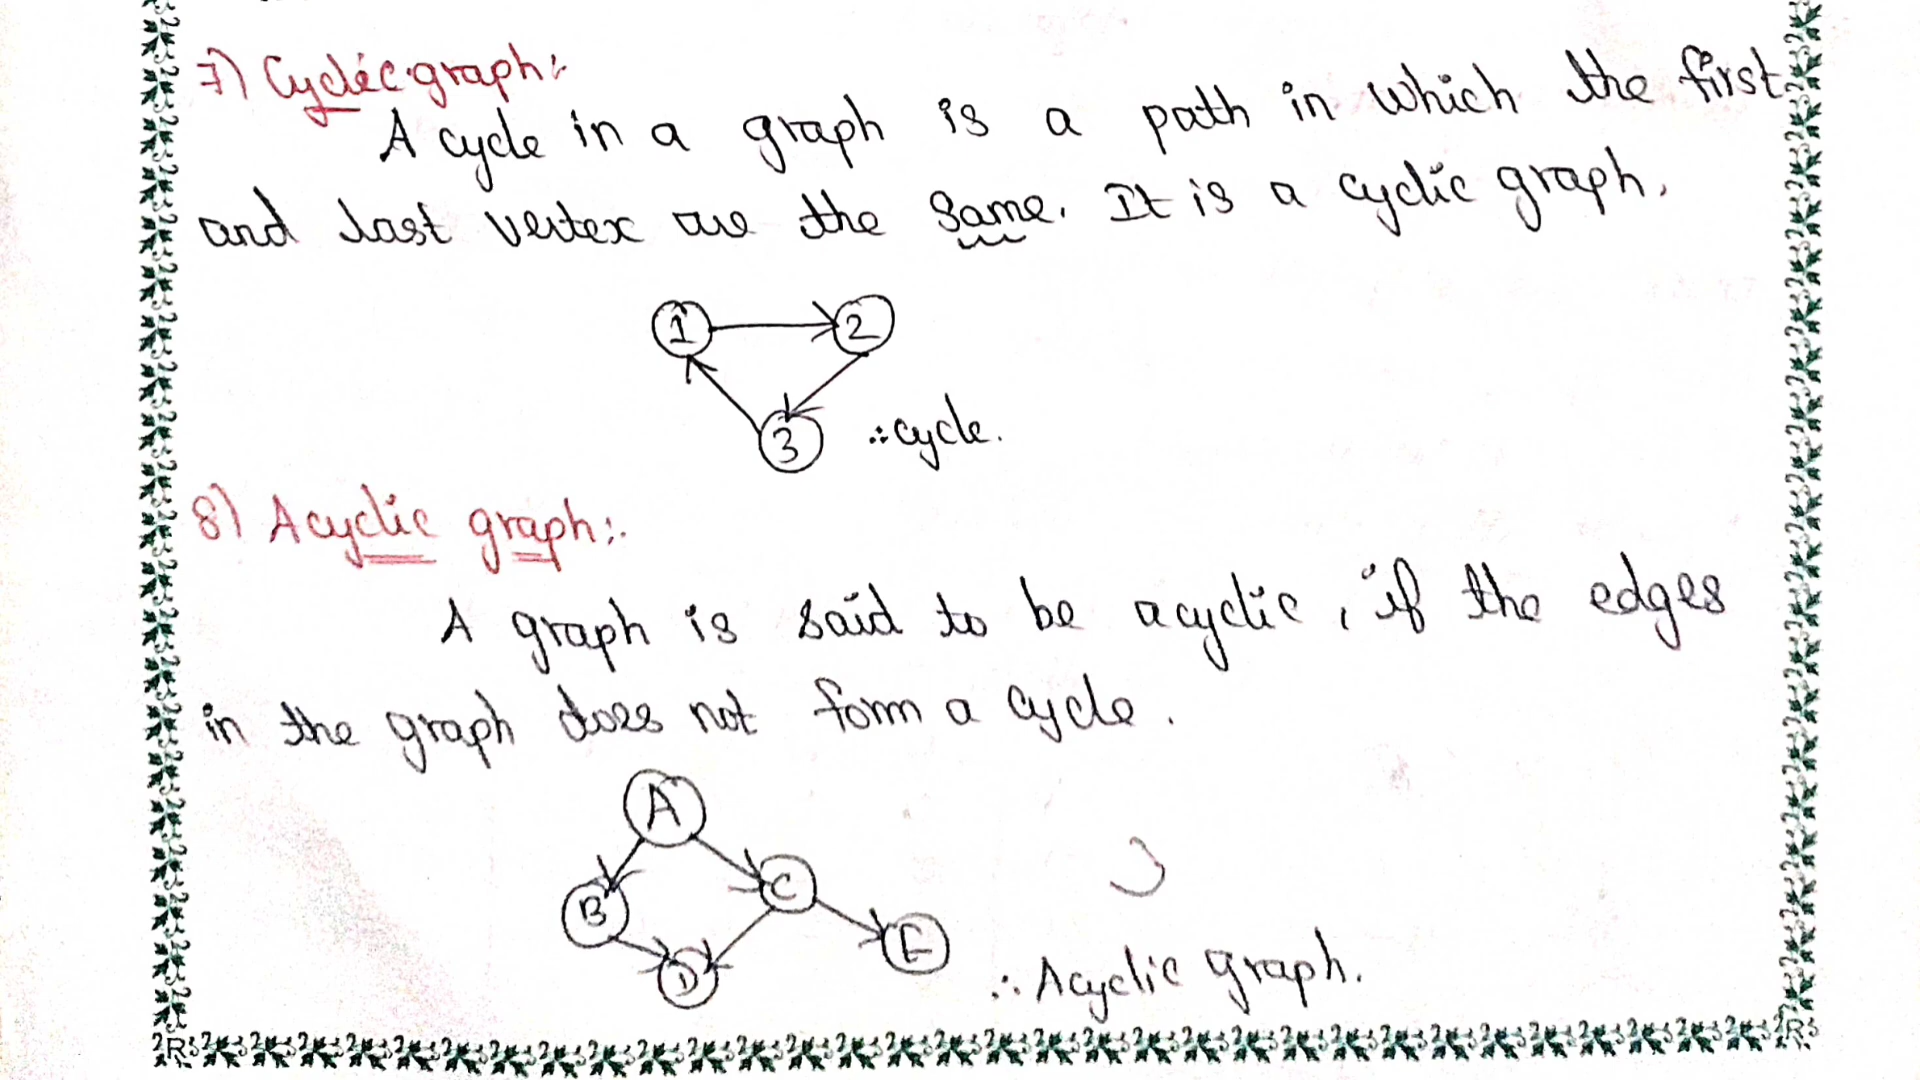 7) Cyclic graph:-
A cycle in a graph is a path in which the first
and last vertex are the same. It is a cyclic graph.
1 2
3 ∴ cycle.
8) Acyclic graph:-
A graph is said to be acyclic, if the edges
in the graph does not form a cycle.
A
B C
D E
∴ Acyclic graph.